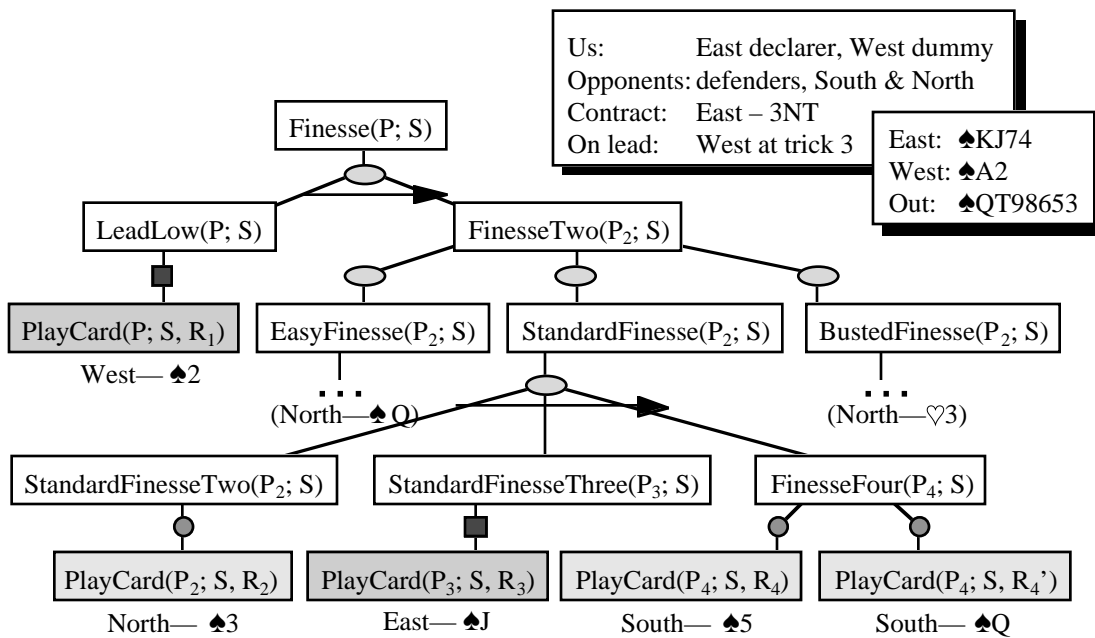 Us: East declarer, West dummy
Opponents: defenders, South & North
Contract: East – 3NT
On lead: West at trick 3
East: ♠KJ74
West: ♠A2
Out: ♠QT98653
Finesse(P; S)
LeadLow(P; S)
FinesseTwo(P₂; S)
PlayCard(P; S, R₁)
EasyFinesse(P₂; S)
StandardFinesse(P₂; S)
BustedFinesse(P₂; S)
West— ♠2
...
...
(North—♠Q)
(North—♡3)
StandardFinesseTwo(P₂; S)
StandardFinesseThree(P₃; S)
FinesseFour(P₄; S)
PlayCard(P₂; S, R₂)
PlayCard(P₃; S, R₃)
PlayCard(P₄; S, R₄)
PlayCard(P₄; S, R₄’)
North— ♠3
East— ♠J
South— ♠5
South— ♠Q